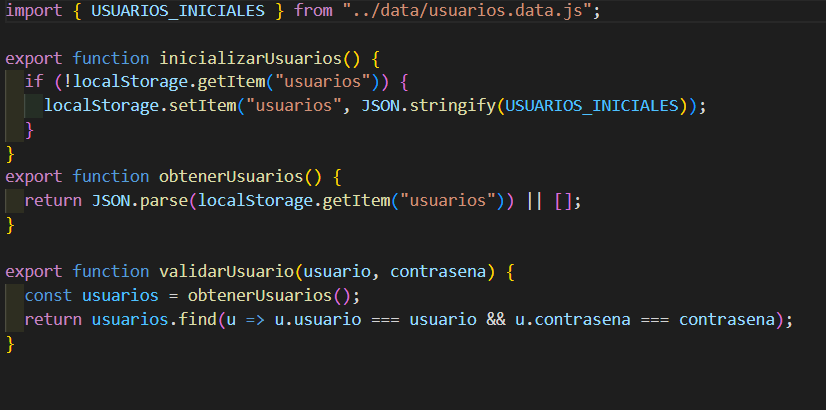 import { USUARIOS_INICIALES } from "../data/usuarios.data.js";
export function inicializarUsuarios() {
if (!localStorage.getItem("usuarios")) {
localStorage.setItem("usuarios", JSON.stringify(USUARIOS_INICIALES));
}
}
export function obtenerUsuarios() {
return JSON.parse(localStorage.getItem("usuarios")) || [];
}
export function validarUsuario(usuario, contrasena) {
const usuarios = obtenerUsuarios();
return usuarios.find(u => u.usuario === usuario && u.contrasena === contrasena);
}